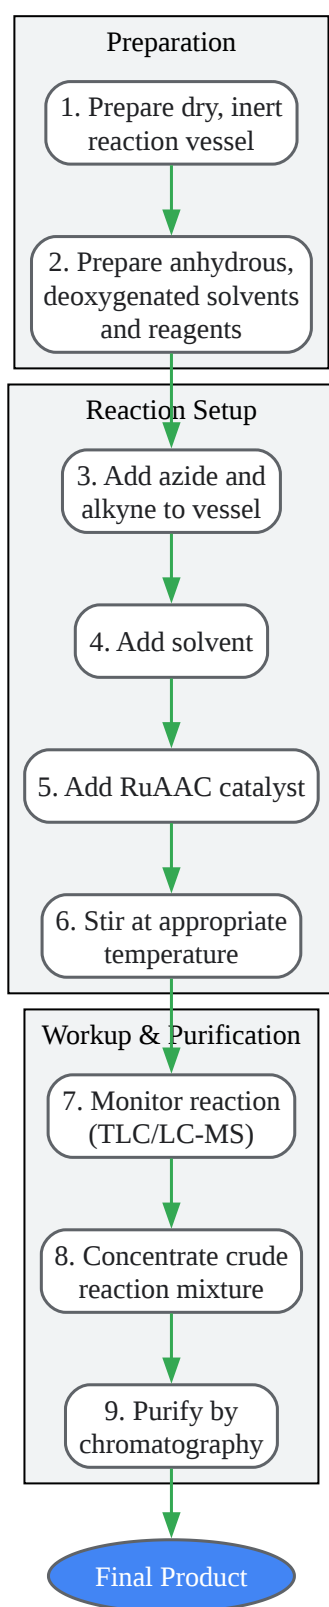 Preparation
1. Prepare dry, inert
reaction vessel
2. Prepare anhydrous,
deoxygenated solvents
and reagents
Reaction Setup
3. Add azide and
alkyne to vessel
4. Add solvent
5. Add RuAAC catalyst
6. Stir at appropriate
temperature
Workup & Purification
7. Monitor reaction
(TLC/LC-MS)
8. Concentrate crude
reaction mixture
9. Purify by
chromatography
Final Product